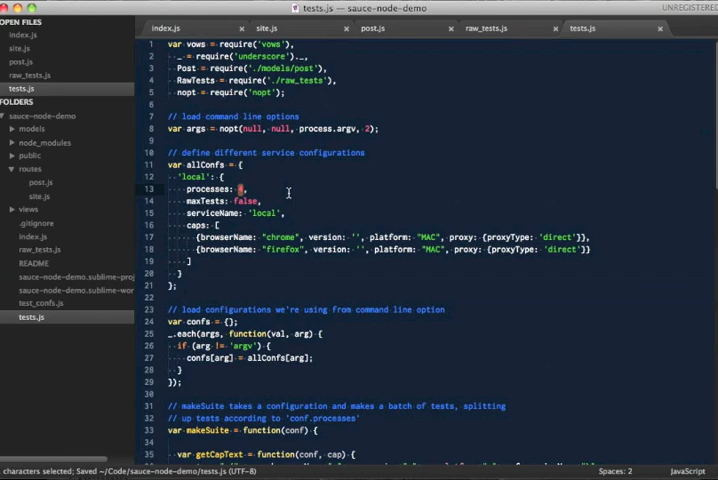 tests.js — sauce-node-demo
UNREGISTERED
OPEN FILES
index.js
site.js
post.js
raw_tests.js
tests.js
FOLDERS
sauce-node-demo
models
node_modules
public
routes
post.js
site.js
views
.gitignore
index.js
raw_tests.js
README
sauce-node-demo.sublime-proj
sauce-node-demo.sublime-wor
test_confs.js
tests.js
index.js × site.js × post.js × raw_tests.js × tests.js ×
1 var vows = require('vows'),
2 _ = require('underscore')._,
3 Post = require('./models/post'),
4 RawTests = require('./raw_tests'),
5 nopt = require('nopt');
6
7 // load command line options
8 var args = nopt(null, null, process.argv, 2);
9
10 // define different service configurations
11 var allConfs = {
12 'local': {
13 processes: 4,
14 maxTests: false,
15 serviceName: 'local',
16 caps: [
17 {browserName: "chrome", version: '', platform: "MAC", proxy: {proxyType: 'direct'}},
18 {browserName: "firefox", version: '', platform: "MAC", proxy: {proxyType: 'direct'}}
19 ]
20 }
21 };
22
23 // load configurations we're using from command line option
24 var confs = {};
25 _.each(args, function(val, arg) {
26 if (arg != 'argv') {
27 confs[arg] = allConfs[arg];
28 }
29 });
30
31 // makeSuite takes a configuration and makes a batch of tests, splitting
32 // up tests according to 'conf.processes'
33 var makeSuite = function(conf) {
34
35 var getCapText = function(conf, cap) {
characters selected; Saved ~/Code/sauce-node-demo/tests.js (UTF-8)
Spaces: 2
JavaScript